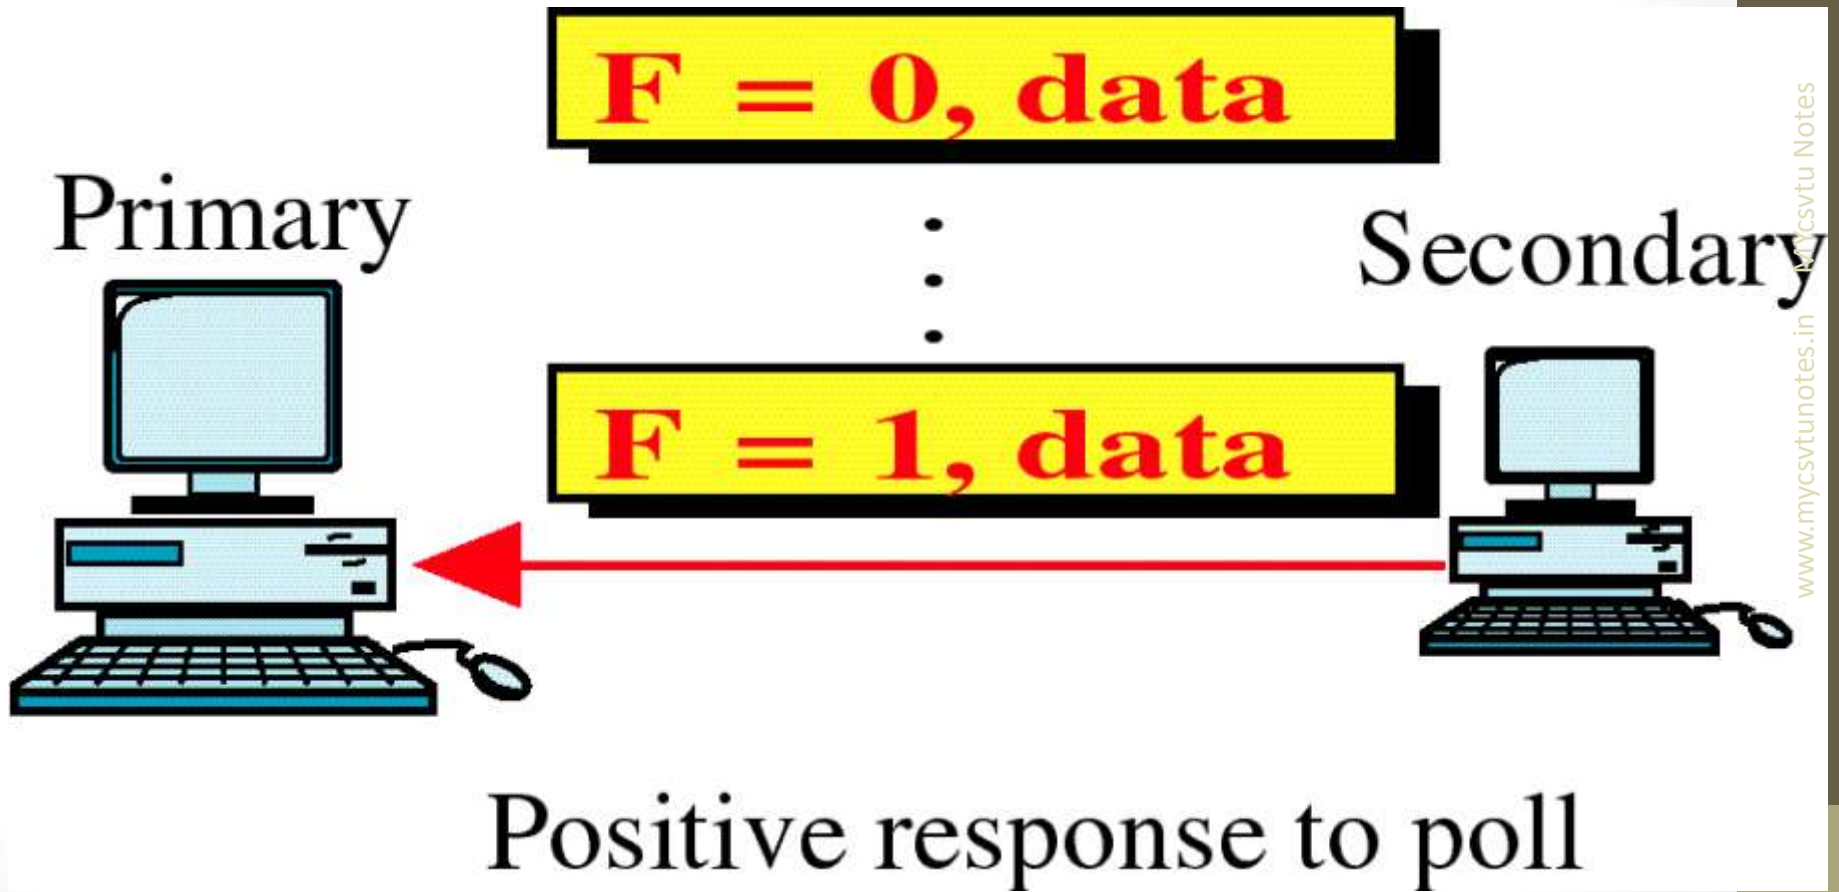 F = 0, data
Primary
Secondary
F = 1, data
Positive response to poll
www.mycsvtunotes.in Mycsvtu Notes